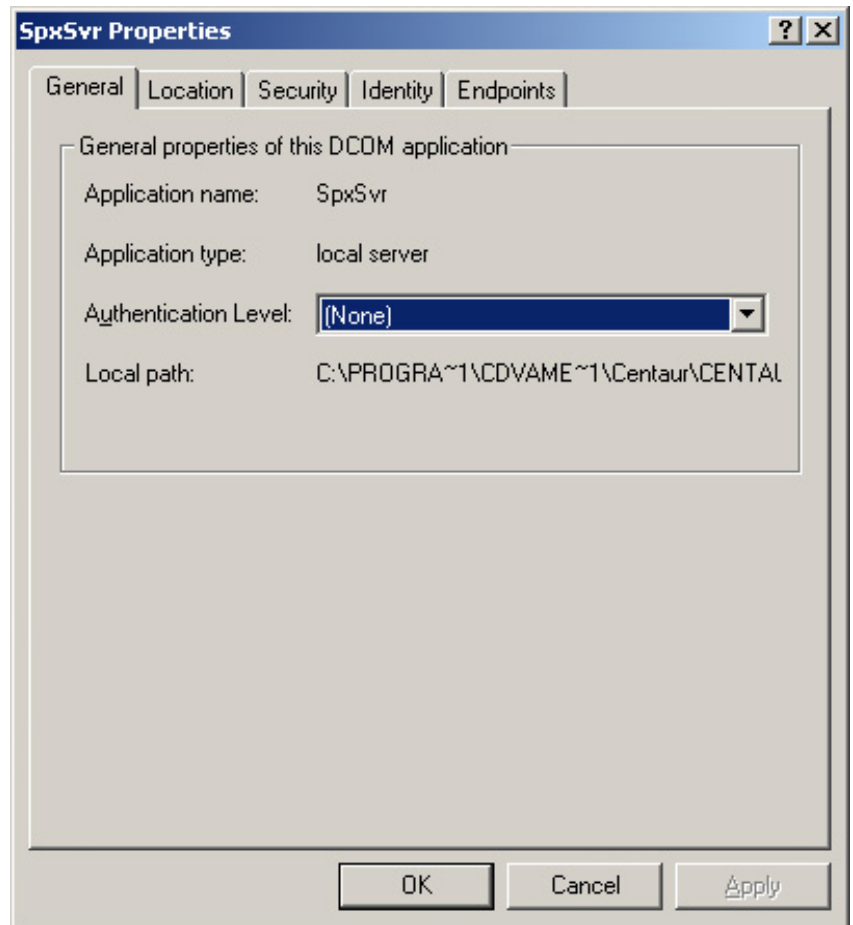 SpxSvr Properties
General Location Security Identity Endpoints
General properties of this DCOM application
Application name: SpxSvr
Application type: local server
Authentication Level: (None)
Local path: C:\PROGRA~1\CDVAME~1\Centaur\CENTAU
OK Cancel Apply